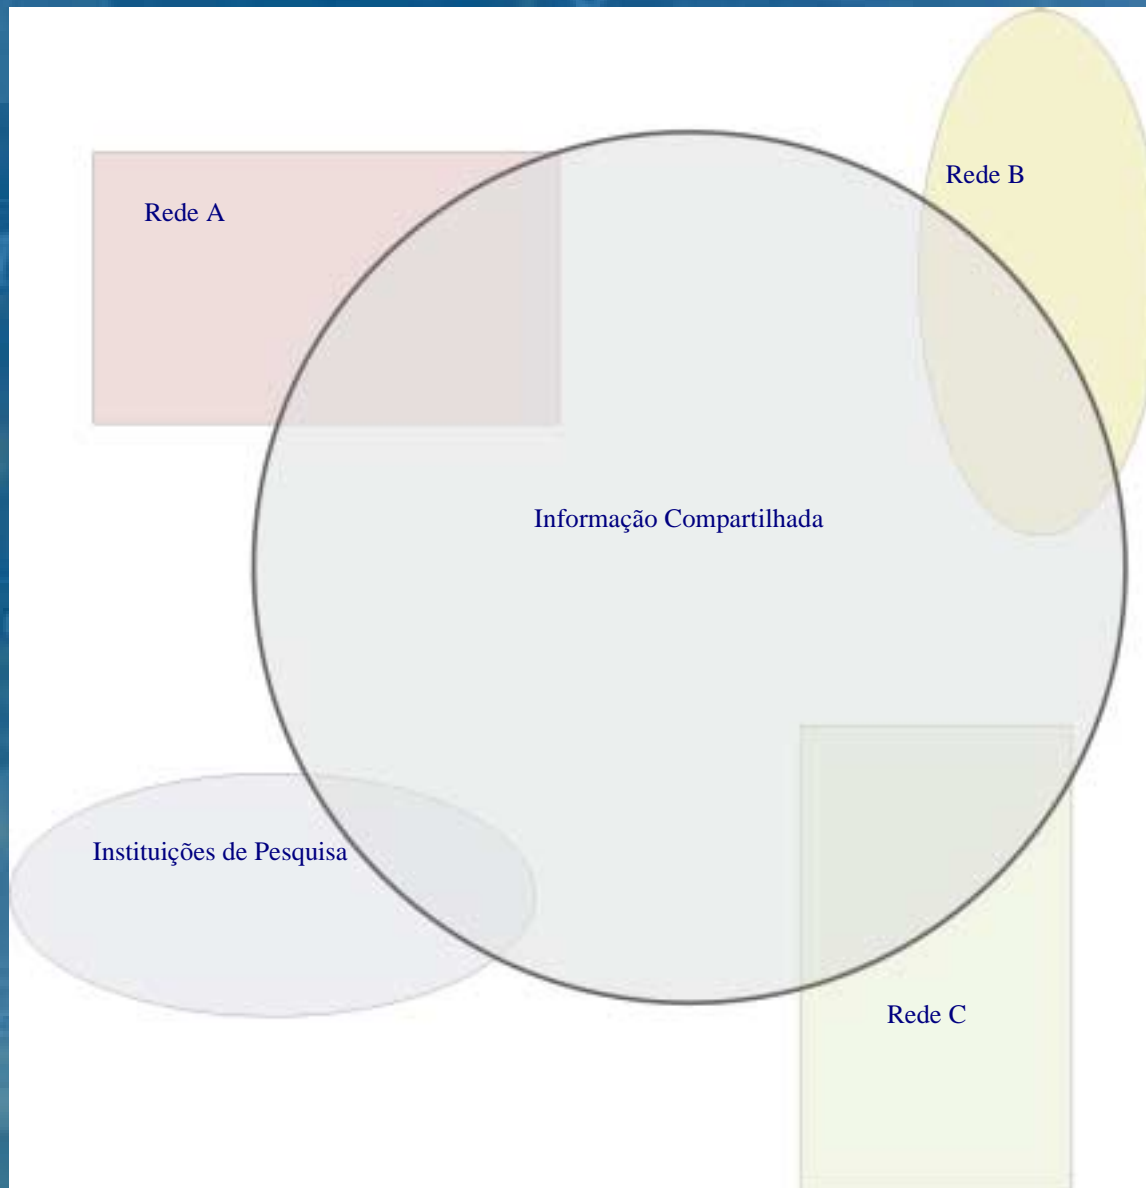 Rede B
Rede A
Informação Compartilhada
Instituições de Pesquisa
Rede C